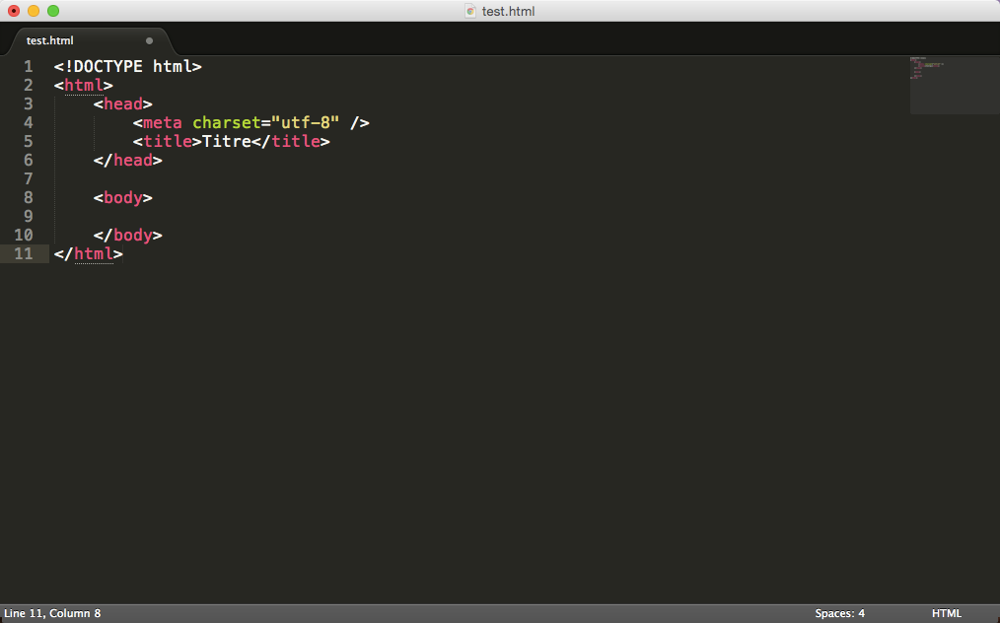 test.html
test.html
1 <!DOCTYPE html>
2 <html>
3     <head>
4         <meta charset="utf-8" />
5         <title>Titre</title>
6     </head>
7
8     <body>
9
10     </body>
11 </html>
Line 11, Column 8 Spaces: 4 HTML